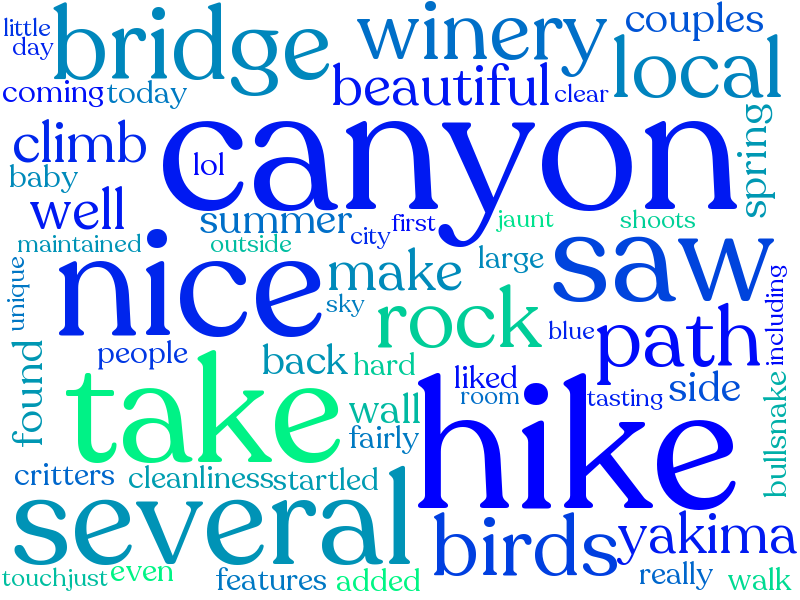 little
day
bridge
winery
couples
local
coming
today
beautiful
clear
climb
lol
canyon
spring
baby
well
summer
city
first
jaunt
shoots
maintained
outside
nice
make
large
saw
unique
sky
rock
blue
path
including
people
back
hard
liked
room
tasting
side
found
take
wall
fairly
hike
bullsnake
critters
cleanliness
startled
several
birds
yakima
touch
just
even
features
added
really
walk